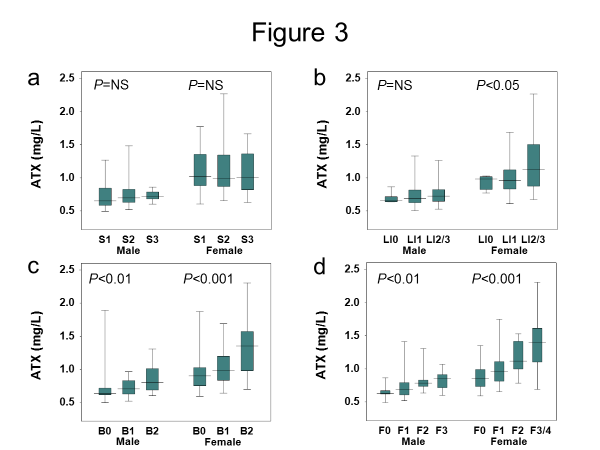 Figure 3
a
P=NS P=NS
ATX (mg/L)
2.5
2.0
1.5
1.0
0.5
S1 S2 S3 S1 S2 S3
Male Female
b
P=NS P<0.05
ATX (mg/L)
2.5
2.0
1.5
1.0
0.5
LI0 LI1 LI2/3 LI0 LI1 LI2/3
Male Female
c
P<0.01 P<0.001
ATX (mg/L)
2.5
2.0
1.5
1.0
0.5
B0 B1 B2 B0 B1 B2
Male Female
d
P<0.01 P<0.001
ATX (mg/L)
2.5
2.0
1.5
1.0
0.5
F0 F1 F2 F3 F0 F1 F2 F3/4
Male Female